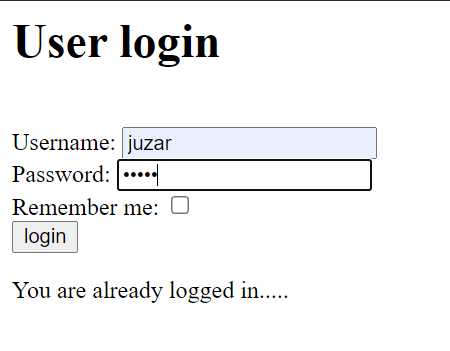 User login
Username: juzar
Password: •••••
Remember me:
login
You are already logged in.....